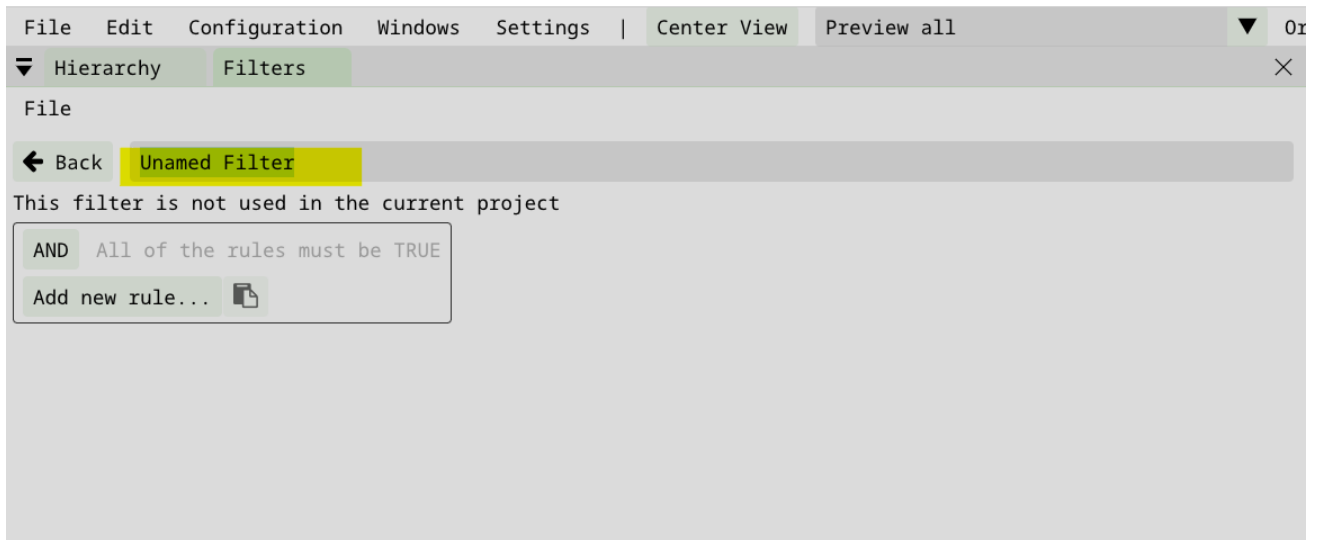 File Edit Configuration Windows Settings | Center View Preview all ▼ Or
Hierarchy Filters
File
Back Unamed Filter
This filter is not used in the current project
AND All of the rules must be TRUE
Add new rule...